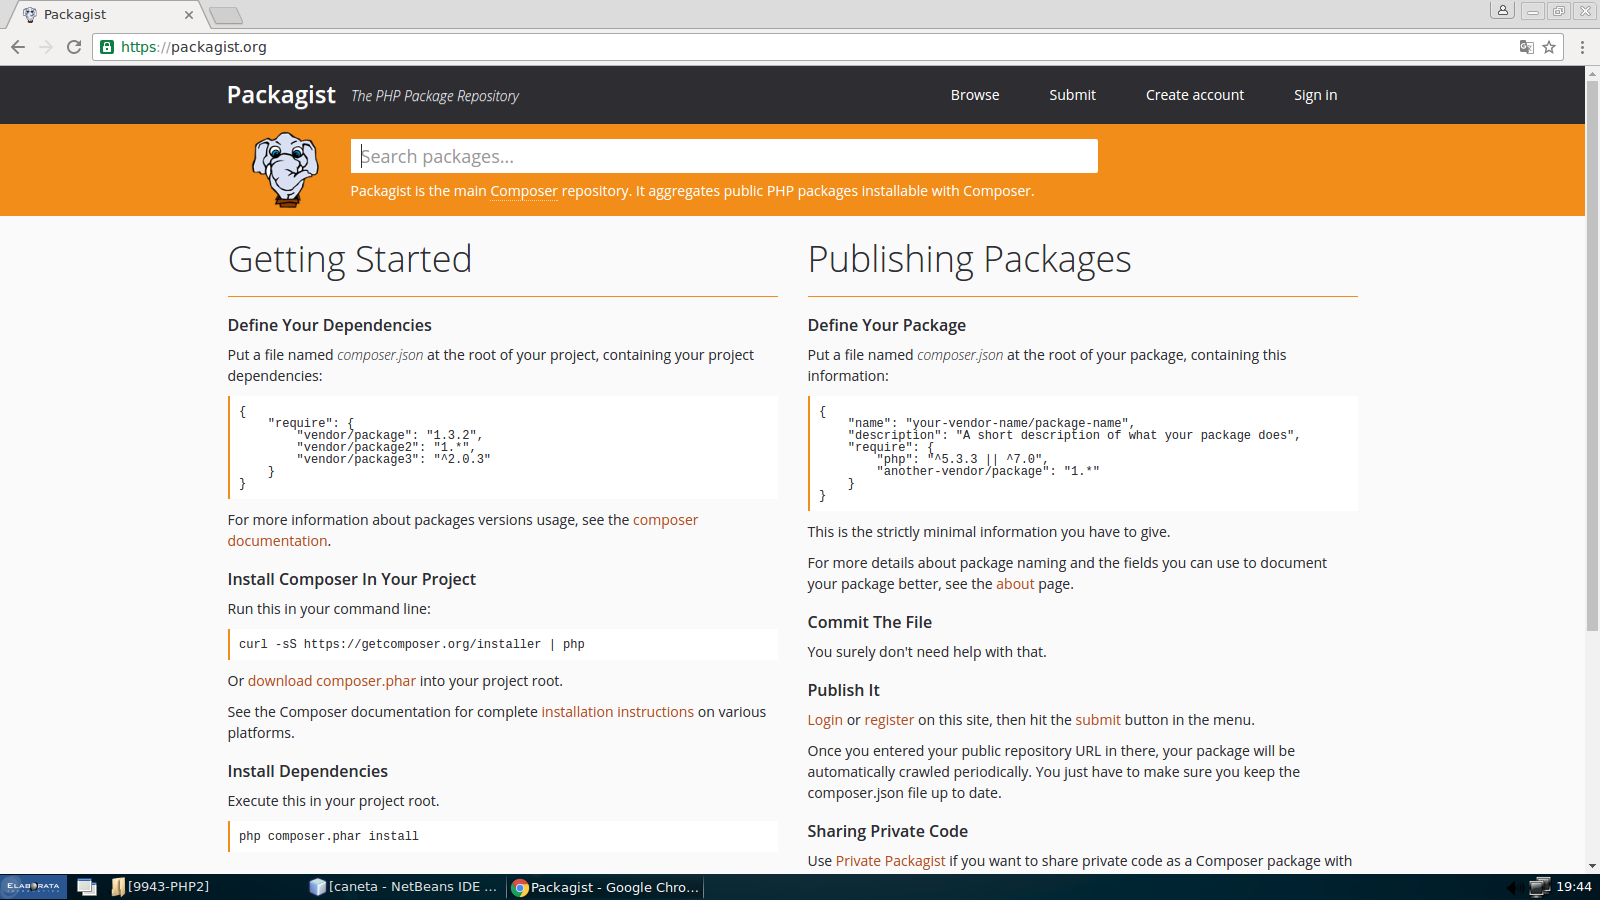 Packagist
https://packagist.org
Packagist The PHP Package Repository Browse Submit Create account Sign in
Search packages...
Packagist is the main Composer repository. It aggregates public PHP packages installable with Composer.
Getting Started
Define Your Dependencies
Put a file named composer.json at the root of your project, containing your project
dependencies:
{
"require": {
"vendor/package": "1.3.2",
"vendor/package2": "1.*",
"vendor/package3": "^2.0.3"
}
}
For more information about packages versions usage, see the composer
documentation.
Install Composer In Your Project
Run this in your command line:
curl -sS https://getcomposer.org/installer | php
Or download composer.phar into your project root.
See the Composer documentation for complete installation instructions on various
platforms.
Install Dependencies
Execute this in your project root.
php composer.phar install
Publishing Packages
Define Your Package
Put a file named composer.json at the root of your package, containing this
information:
{
"name": "your-vendor-name/package-name",
"description": "A short description of what your package does",
"require": {
"php": "^5.3.3 || ^7.0",
"another-vendor/package": "1.*"
}
}
This is the strictly minimal information you have to give.
For more details about package naming and the fields you can use to document
your package better, see the about page.
Commit The File
You surely don't need help with that.
Publish It
Login or register on this site, then hit the submit button in the menu.
Once you entered your public repository URL in there, your package will be
automatically crawled periodically. You just have to make sure you keep the
composer.json file up to date.
Sharing Private Code
Use Private Packagist if you want to share private code as a Composer package with
ELABORATA [9943-PHP2] [caneta - NetBeans IDE ... Packagist - Google Chro... 19:44